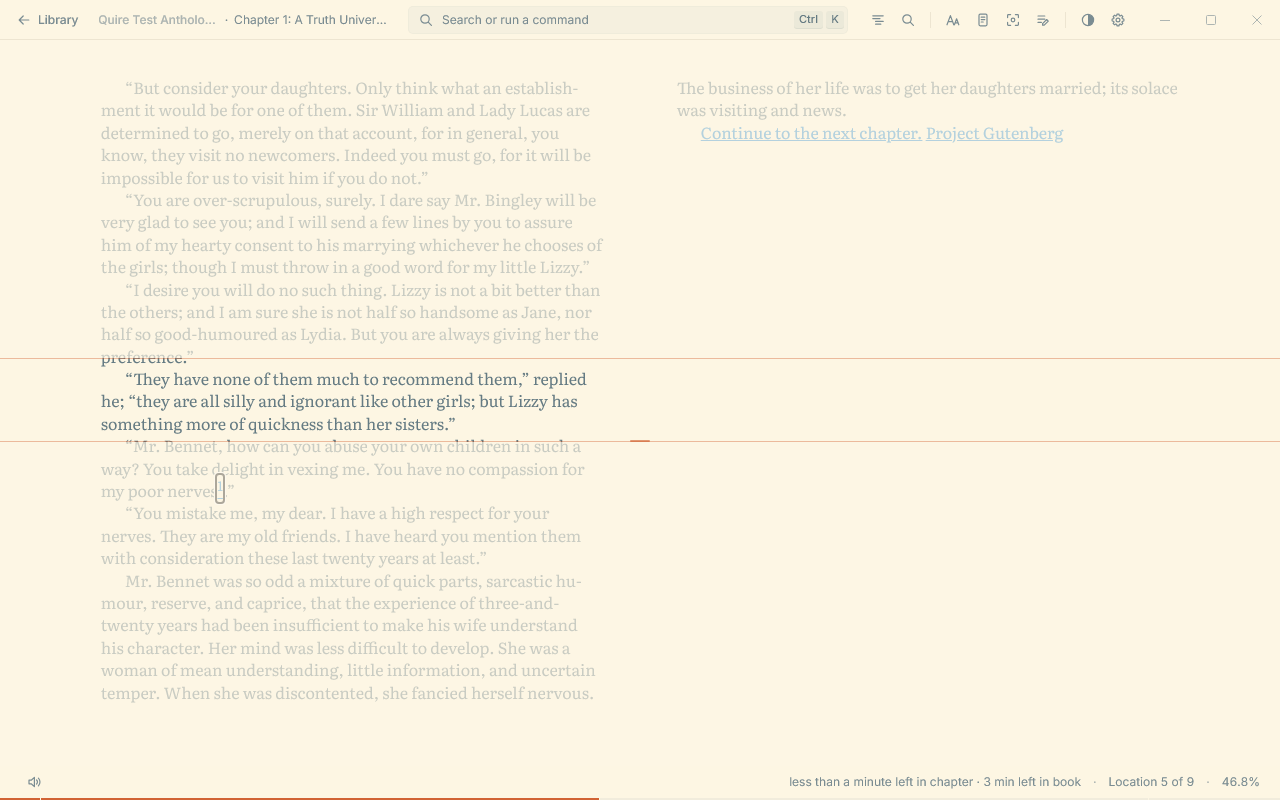 Library
Quire Test Antholo... · Chapter 1: A Truth Univer...
Search or run a command
Ctrl K
“But consider your daughters. Only think what an establish-
ment it would be for one of them. Sir William and Lady Lucas are
determined to go, merely on that account, for in general, you
know, they visit no newcomers. Indeed you must go, for it will be
impossible for us to visit him if you do not.”
“You are over-scrupulous, surely. I dare say Mr. Bingley will be
very glad to see you; and I will send a few lines by you to assure
him of my hearty consent to his marrying whichever he chooses of
the girls; though I must throw in a good word for my little Lizzy.”
“I desire you will do no such thing. Lizzy is not a bit better than
the others; and I am sure she is not half so handsome as Jane, nor
half so good-humoured as Lydia. But you are always giving her the
preference.”
“They have none of them much to recommend them,” replied
he; “they are all silly and ignorant like other girls; but Lizzy has
something more of quickness than her sisters.”
“Mr. Bennet, how can you abuse your own children in such a
way? You take delight in vexing me. You have no compassion for
my poor nerves1.”
“You mistake me, my dear. I have a high respect for your
nerves. They are my old friends. I have heard you mention them
with consideration these last twenty years at least.”
Mr. Bennet was so odd a mixture of quick parts, sarcastic hu-
mour, reserve, and caprice, that the experience of three-and-
twenty years had been insufficient to make his wife understand
his character. Her mind was less difficult to develop. She was a
woman of mean understanding, little information, and uncertain
temper. When she was discontented, she fancied herself nervous.
The business of her life was to get her daughters married; its solace
was visiting and news.
Continue to the next chapter. Project Gutenberg
less than a minute left in chapter · 3 min left in book · Location 5 of 9 · 46.8%